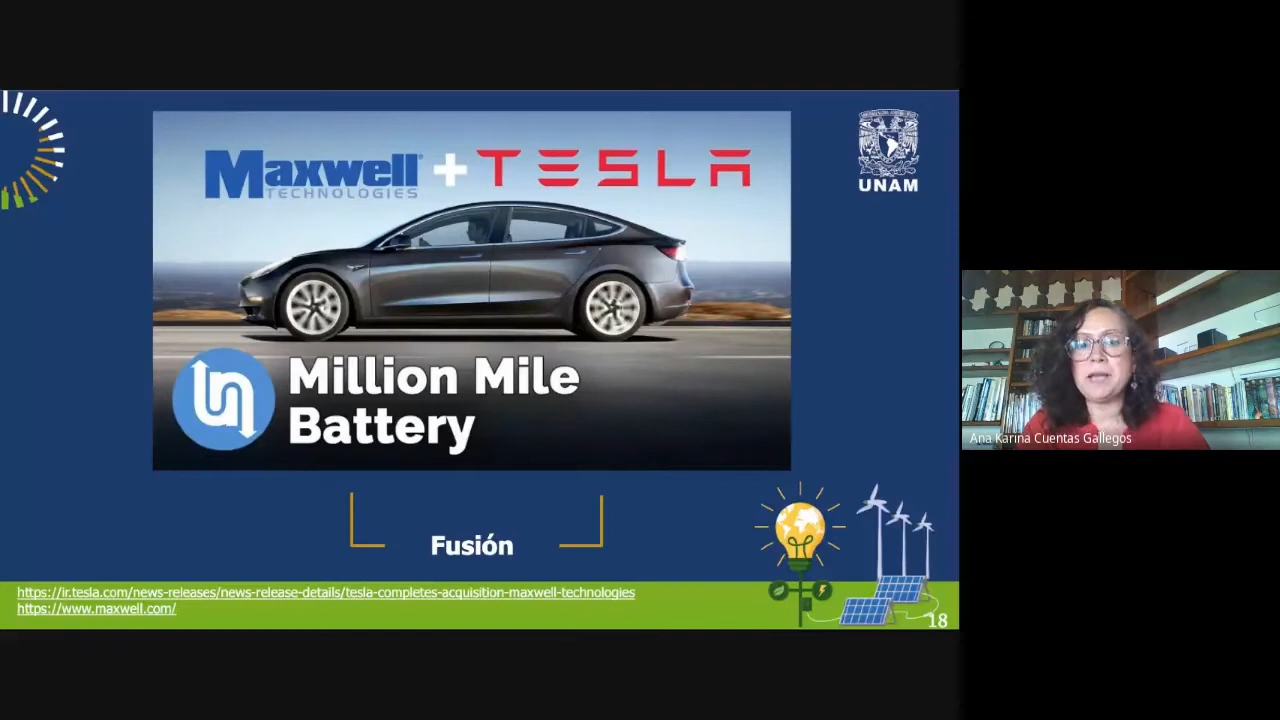 Maxwell + TESLA
TECHNOLOGIES
UNAM
Million Mile
Battery
Fusión
https://ir.tesla.com/news-releases/news-release-details/tesla-completes-acquisition-maxwell-technologies
https://www.maxwell.com/
18
Ana Karina Cuentas Gallegos